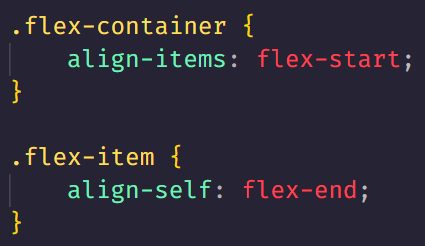 .flex-container {
    align-items: flex-start;
}

.flex-item {
    align-self: flex-end;
}